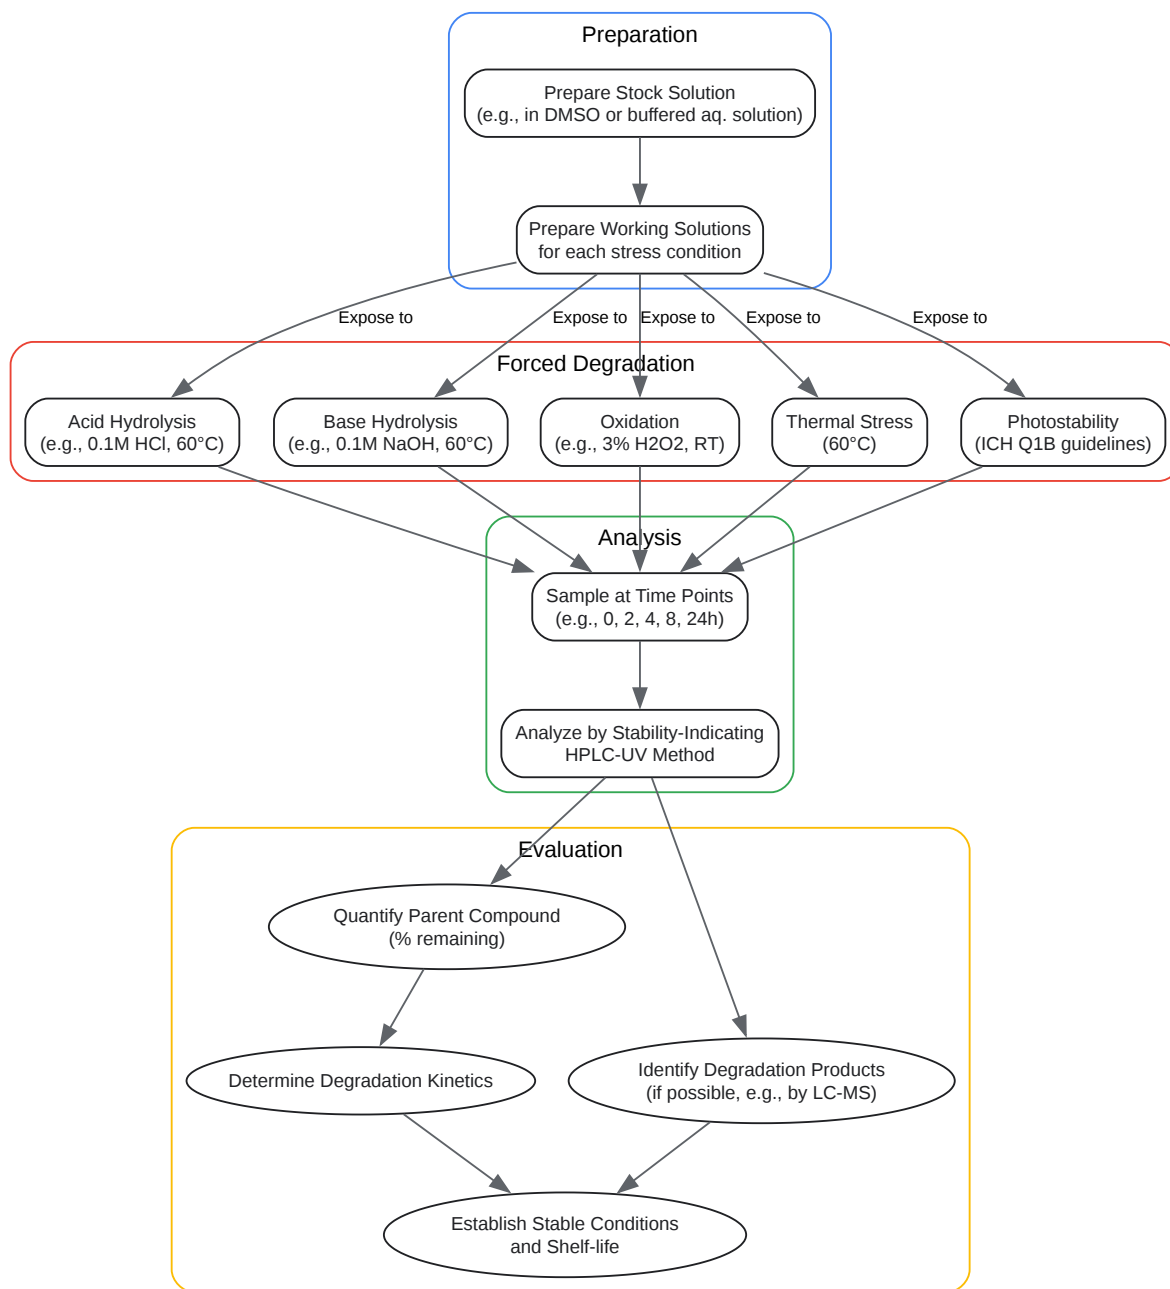 Preparation
Prepare Stock Solution
(e.g., in DMSO or buffered aq. solution)
Prepare Working Solutions
for each stress condition
Expose to
Expose to
Expose to
Expose to
Expose to
Forced Degradation
Acid Hydrolysis
(e.g., 0.1M HCl, 60°C)
Base Hydrolysis
(e.g., 0.1M NaOH, 60°C)
Oxidation
(e.g., 3% H2O2, RT)
Thermal Stress
(60°C)
Photostability
(ICH Q1B guidelines)
Analysis
Sample at Time Points
(e.g., 0, 2, 4, 8, 24h)
Analyze by Stability-Indicating
HPLC-UV Method
Evaluation
Quantify Parent Compound
(% remaining)
Determine Degradation Kinetics
Identify Degradation Products
(if possible, e.g., by LC-MS)
Establish Stable Conditions
and Shelf-life